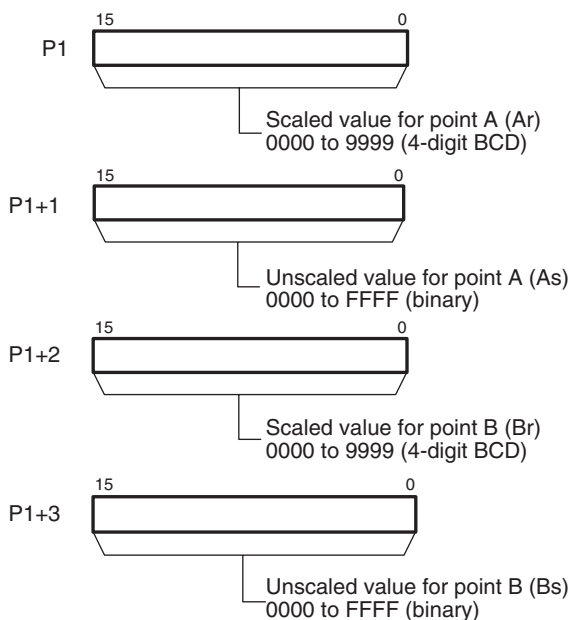 15 0
P1
Scaled value for point A (Ar)
0000 to 9999 (4-digit BCD)
15 0
P1+1
Unscaled value for point A (As)
0000 to FFFF (binary)
15 0
P1+2
Scaled value for point B (Br)
0000 to 9999 (4-digit BCD)
15 0
P1+3
Unscaled value for point B (Bs)
0000 to FFFF (binary)